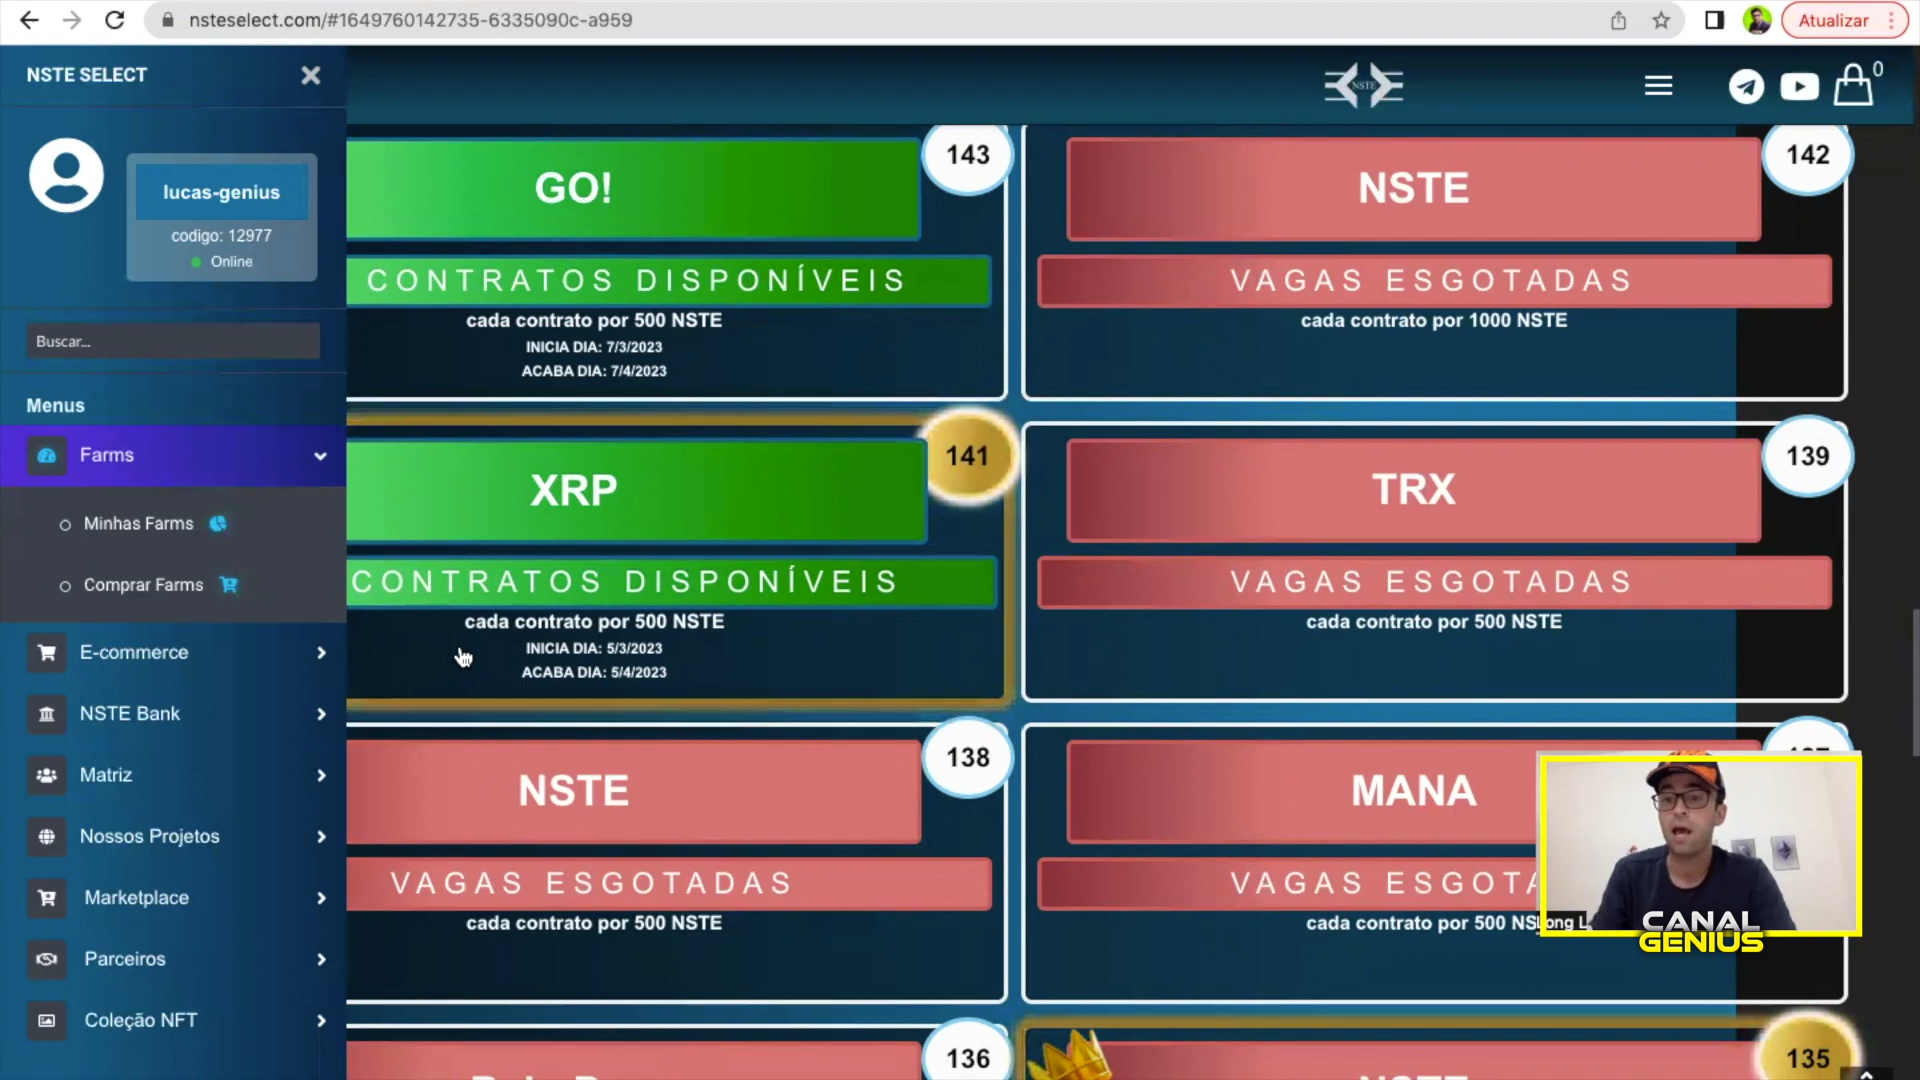 nsteselect.com/#1649760142735-6335090c-a959
Atualizar
NSTE SELECT
NSTE
0
lucas-genius
codigo: 12977
Online
Buscar...
Menus
Farms
Minhas Farms
Comprar Farms
E-commerce
NSTE Bank
Matriz
Nossos Projetos
Marketplace
Parceiros
Coleção NFT
143
GO!
CONTRATOS DISPONÍVEIS
cada contrato por 500 NSTE
INICIA DIA: 7/3/2023
ACABA DIA: 7/4/2023
142
NSTE
VAGAS ESGOTADAS
cada contrato por 1000 NSTE
141
XRP
CONTRATOS DISPONÍVEIS
cada contrato por 500 NSTE
INICIA DIA: 5/3/2023
ACABA DIA: 5/4/2023
139
TRX
VAGAS ESGOTADAS
cada contrato por 500 NSTE
138
NSTE
VAGAS ESGOTADAS
cada contrato por 500 NSTE
MANA
VAGAS ESGOTA
cada contrato por 500 NS
ong L
CANAL
GENIUS
136
135
NSTE